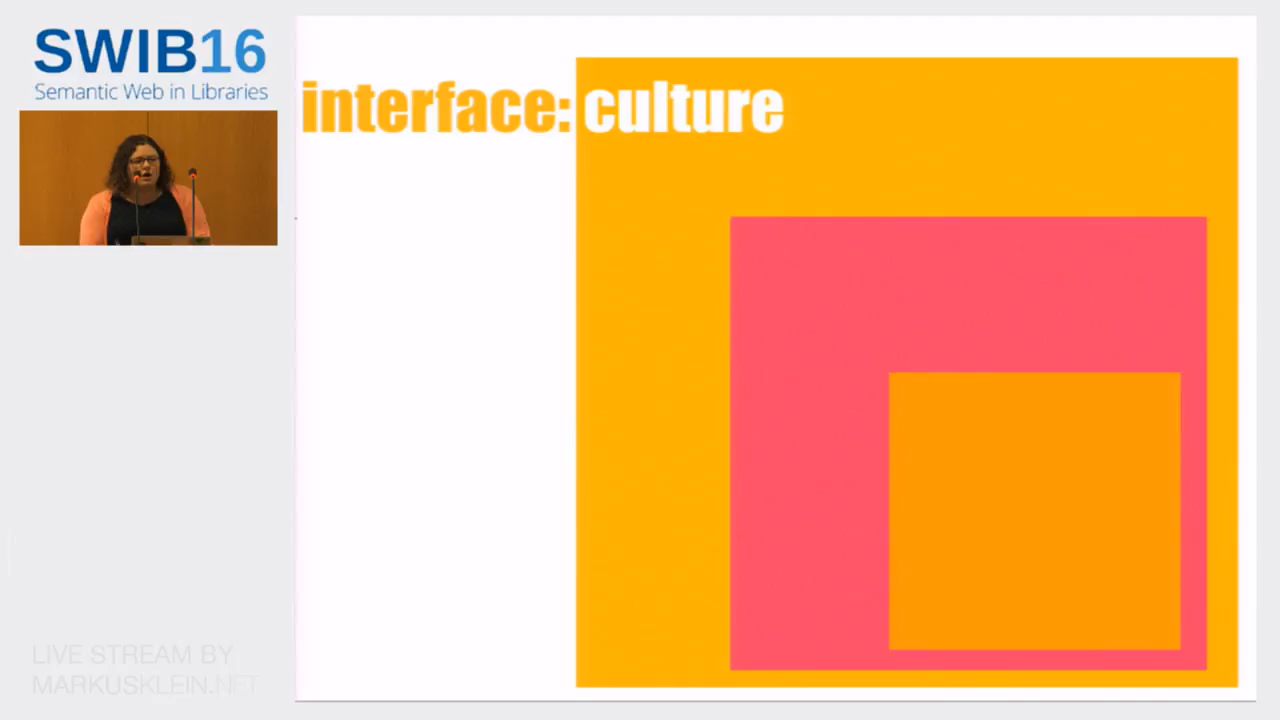 SWIB16
Semantic Web in Libraries
interface: culture
LIVE STREAM BY
MARKUSKLEIN.NET